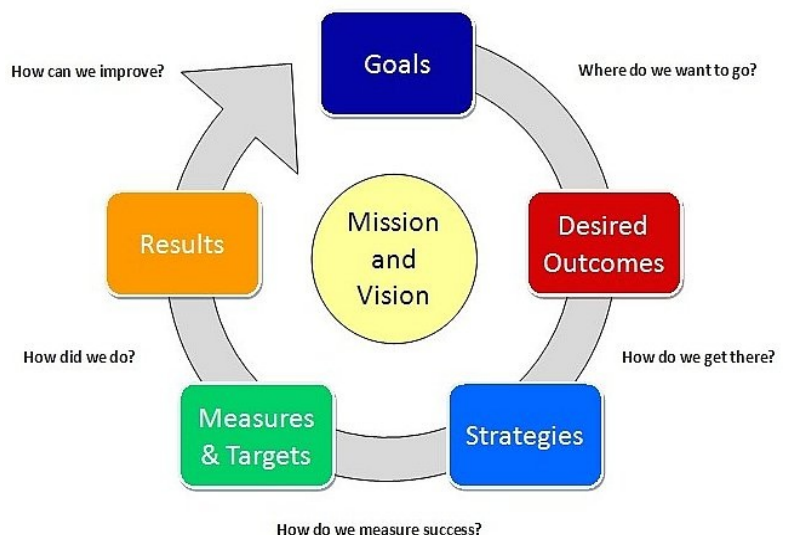 Goals
Where do we want to go?
Desired
Outcomes
How do we get there?
Strategies
How do we measure success?
Measures
& Targets
How did we do?
Results
How can we improve?
Mission
and
Vision